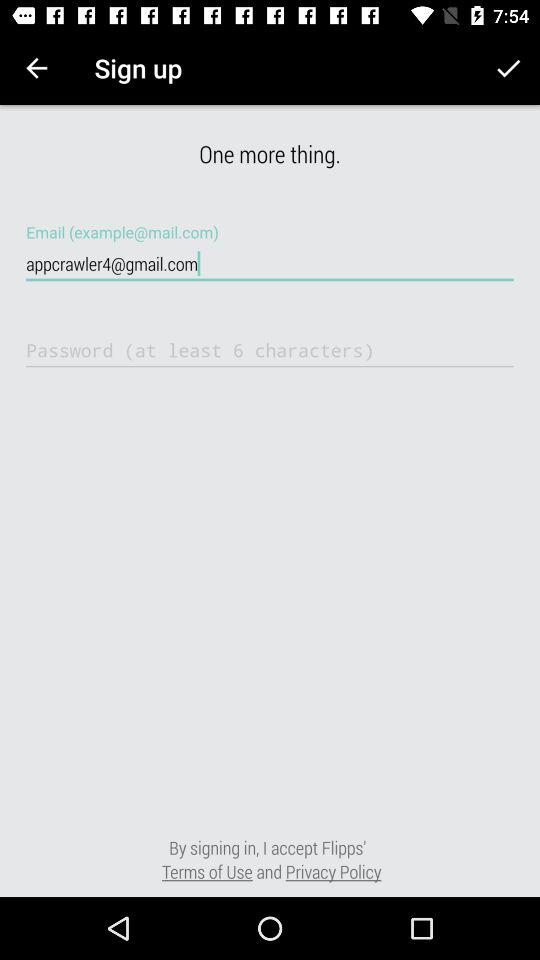 7:54
Sign up
One more thing.
Email (example@mail.com)
appcrawler4@gmail.com
Password (at least 6 characters)
By signing in, I accept Flipps'
Terms of Use and Privacy Policy